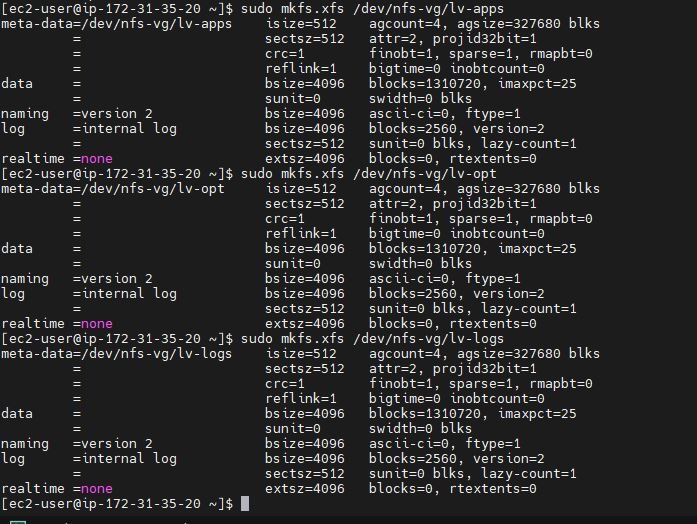 [ec2-user@ip-172-31-35-20 ~]$ sudo mkfs.xfs /dev/nfs-vg/lv-apps
meta-data=/dev/nfs-vg/lv-apps    isize=512    agcount=4, agsize=327680 blks
         =                       sectsz=512   attr=2, projid32bit=1
         =                       crc=1        finobt=1, sparse=1, rmapbt=0
         =                       reflink=1    bigtime=0 inobtcount=0
data     =                       bsize=4096   blocks=1310720, imaxpct=25
         =                       sunit=0      swidth=0 blks
naming   =version 2              bsize=4096   ascii-ci=0, ftype=1
log      =internal log           bsize=4096   blocks=2560, version=2
         =                       sectsz=512   sunit=0 blks, lazy-count=1
realtime =none                   extsz=4096   blocks=0, rtextents=0
[ec2-user@ip-172-31-35-20 ~]$ sudo mkfs.xfs /dev/nfs-vg/lv-opt
meta-data=/dev/nfs-vg/lv-opt     isize=512    agcount=4, agsize=327680 blks
         =                       sectsz=512   attr=2, projid32bit=1
         =                       crc=1        finobt=1, sparse=1, rmapbt=0
         =                       reflink=1    bigtime=0 inobtcount=0
data     =                       bsize=4096   blocks=1310720, imaxpct=25
         =                       sunit=0      swidth=0 blks
naming   =version 2              bsize=4096   ascii-ci=0, ftype=1
log      =internal log           bsize=4096   blocks=2560, version=2
         =                       sectsz=512   sunit=0 blks, lazy-count=1
realtime =none                   extsz=4096   blocks=0, rtextents=0
[ec2-user@ip-172-31-35-20 ~]$ sudo mkfs.xfs /dev/nfs-vg/lv-logs
meta-data=/dev/nfs-vg/lv-logs    isize=512    agcount=4, agsize=327680 blks
         =                       sectsz=512   attr=2, projid32bit=1
         =                       crc=1        finobt=1, sparse=1, rmapbt=0
         =                       reflink=1    bigtime=0 inobtcount=0
data     =                       bsize=4096   blocks=1310720, imaxpct=25
         =                       sunit=0      swidth=0 blks
naming   =version 2              bsize=4096   ascii-ci=0, ftype=1
log      =internal log           bsize=4096   blocks=2560, version=2
         =                       sectsz=512   sunit=0 blks, lazy-count=1
realtime =none                   extsz=4096   blocks=0, rtextents=0
[ec2-user@ip-172-31-35-20 ~]$